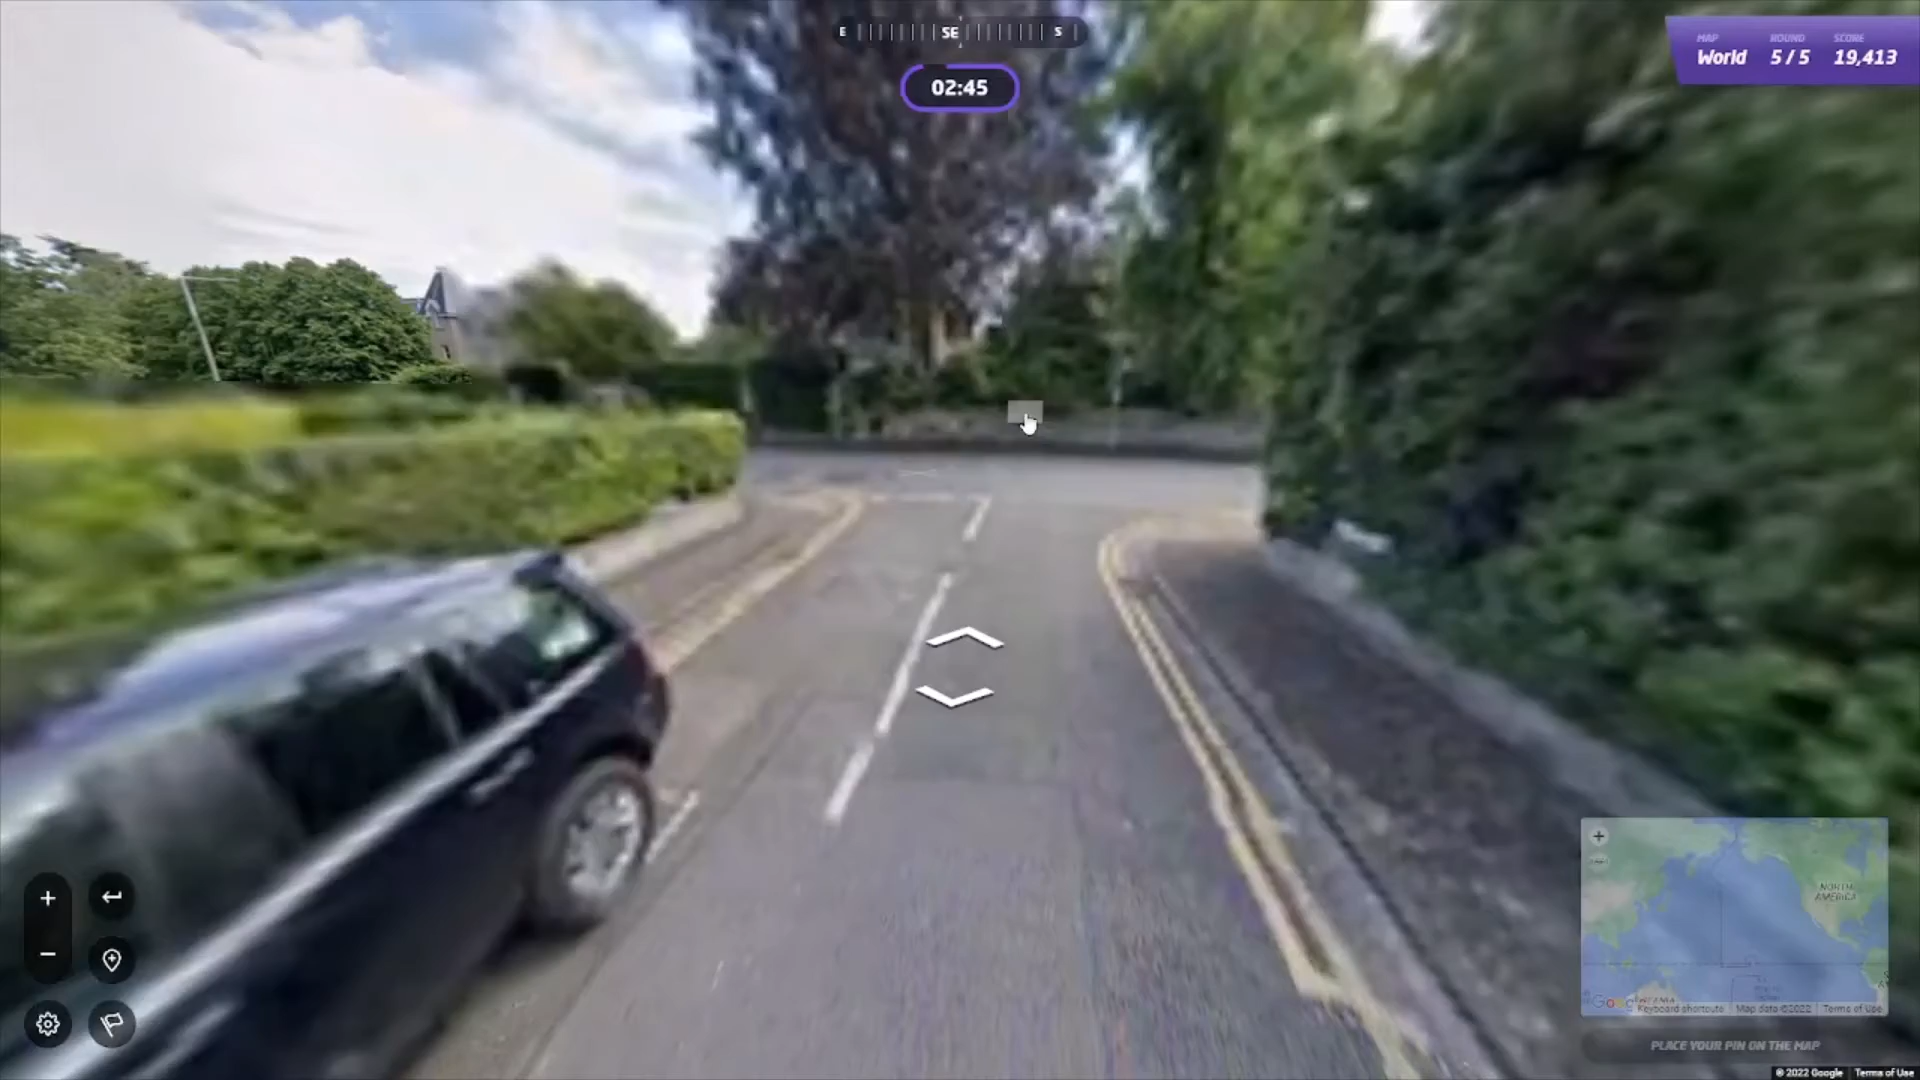 E SE S
02:45
MAP ROUND SCORE
World 5 / 5 19,413
NORTH
AMERICA
Keyboard shortcuts Map data ©2022 Terms of Use
PLACE YOUR PIN ON THE MAP
© 2022 Google Terms of Use